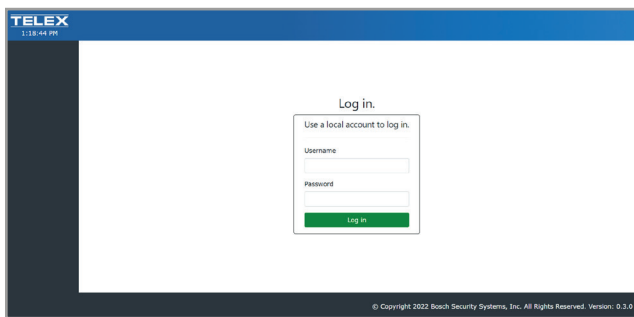 TELEX
1:18:44 PM
Log in.
Use a local account to log in.
Username
Password
Log in
© Copyright 2022 Bosch Security Systems, Inc. All Rights Reserved. Version: 0.3.0